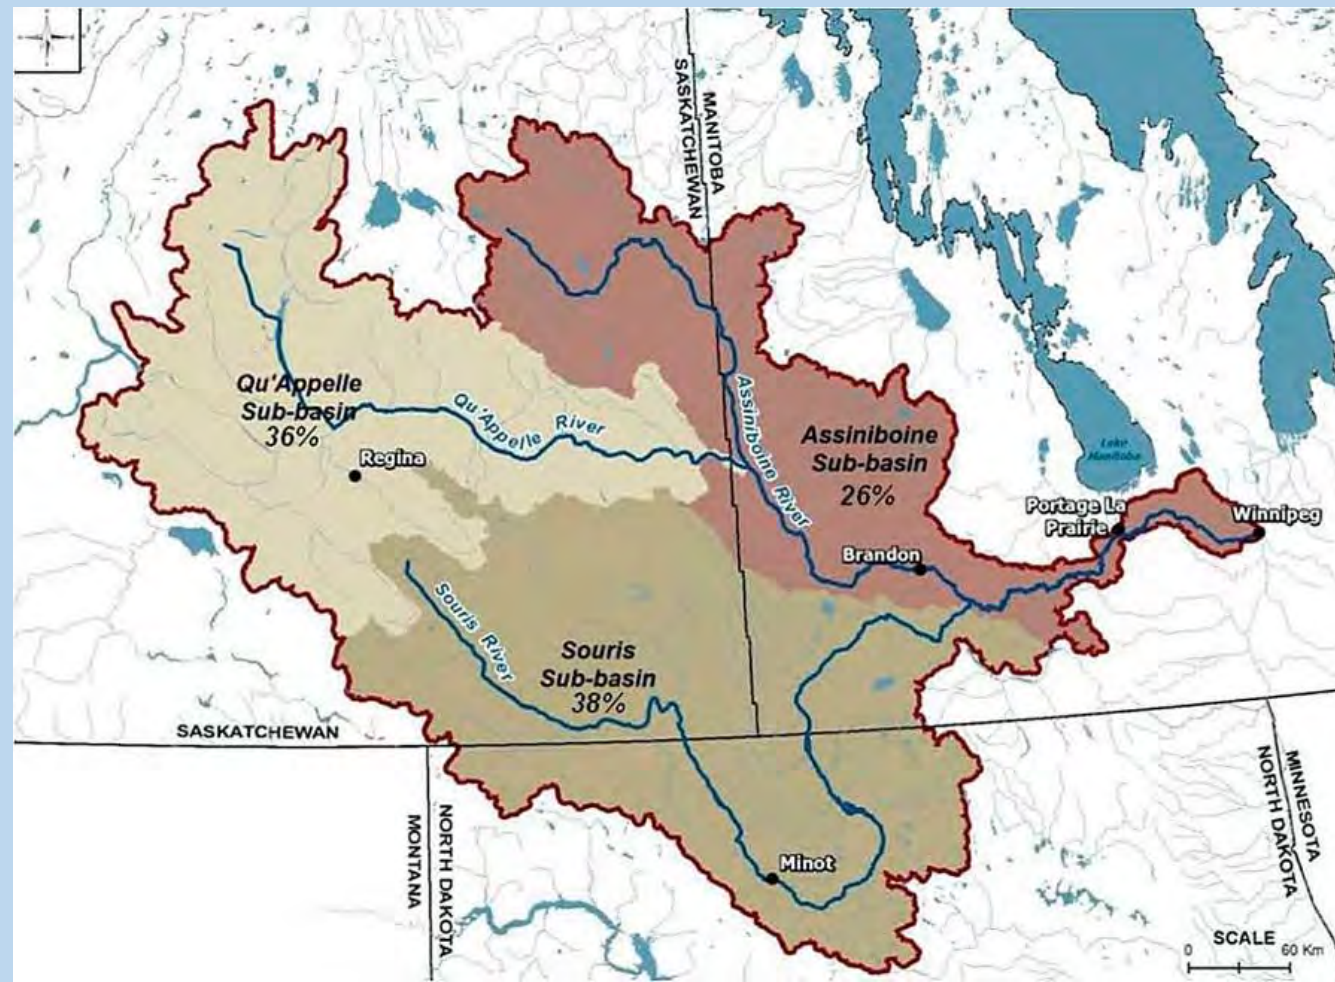 SASKATCHEWAN
MANITOBA
Qu'Appelle
Sub-basin
36%
Qu'Appelle River
Regina
Assiniboine River
Assiniboine
Sub-basin
26%
Lake
Manitoba
Portage La
Prairie
Winnipeg
Brandon
Souris River
Souris
Sub-basin
38%
SASKATCHEWAN
MONTANA
NORTH DAKOTA
Minot
MINNESOTA
NORTH DAKOTA
SCALE
0 60 Km